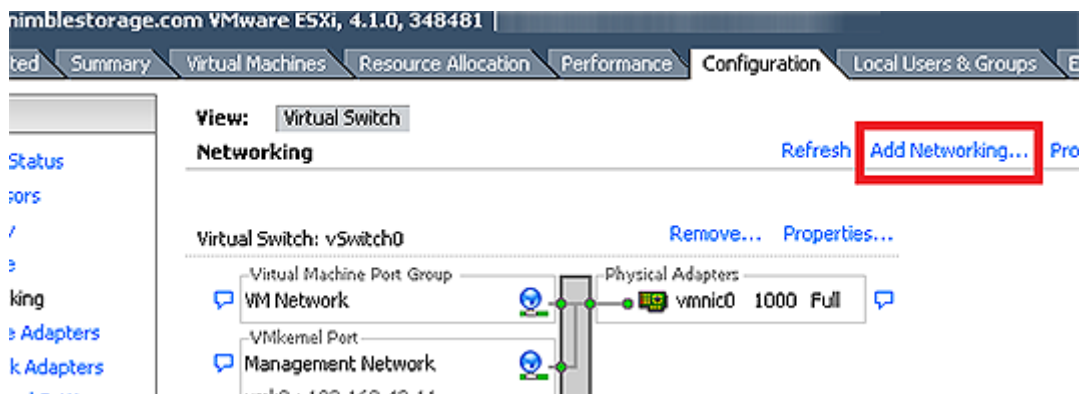 nimblestorage.com VMware ESXi, 4.1.0, 348481
ted Summary Virtual Machines Resource Allocation Performance Configuration Local Users & Groups E
View: Virtual Switch
Networking Refresh Add Networking... Pro
Status
sors
y
e
king
e Adapters
k Adapters
Virtual Switch: vSwitch0 Remove... Properties...
Virtual Machine Port Group Physical Adapters
VM Network vmnic0 1000 Full
VMkernel Port
Management Network